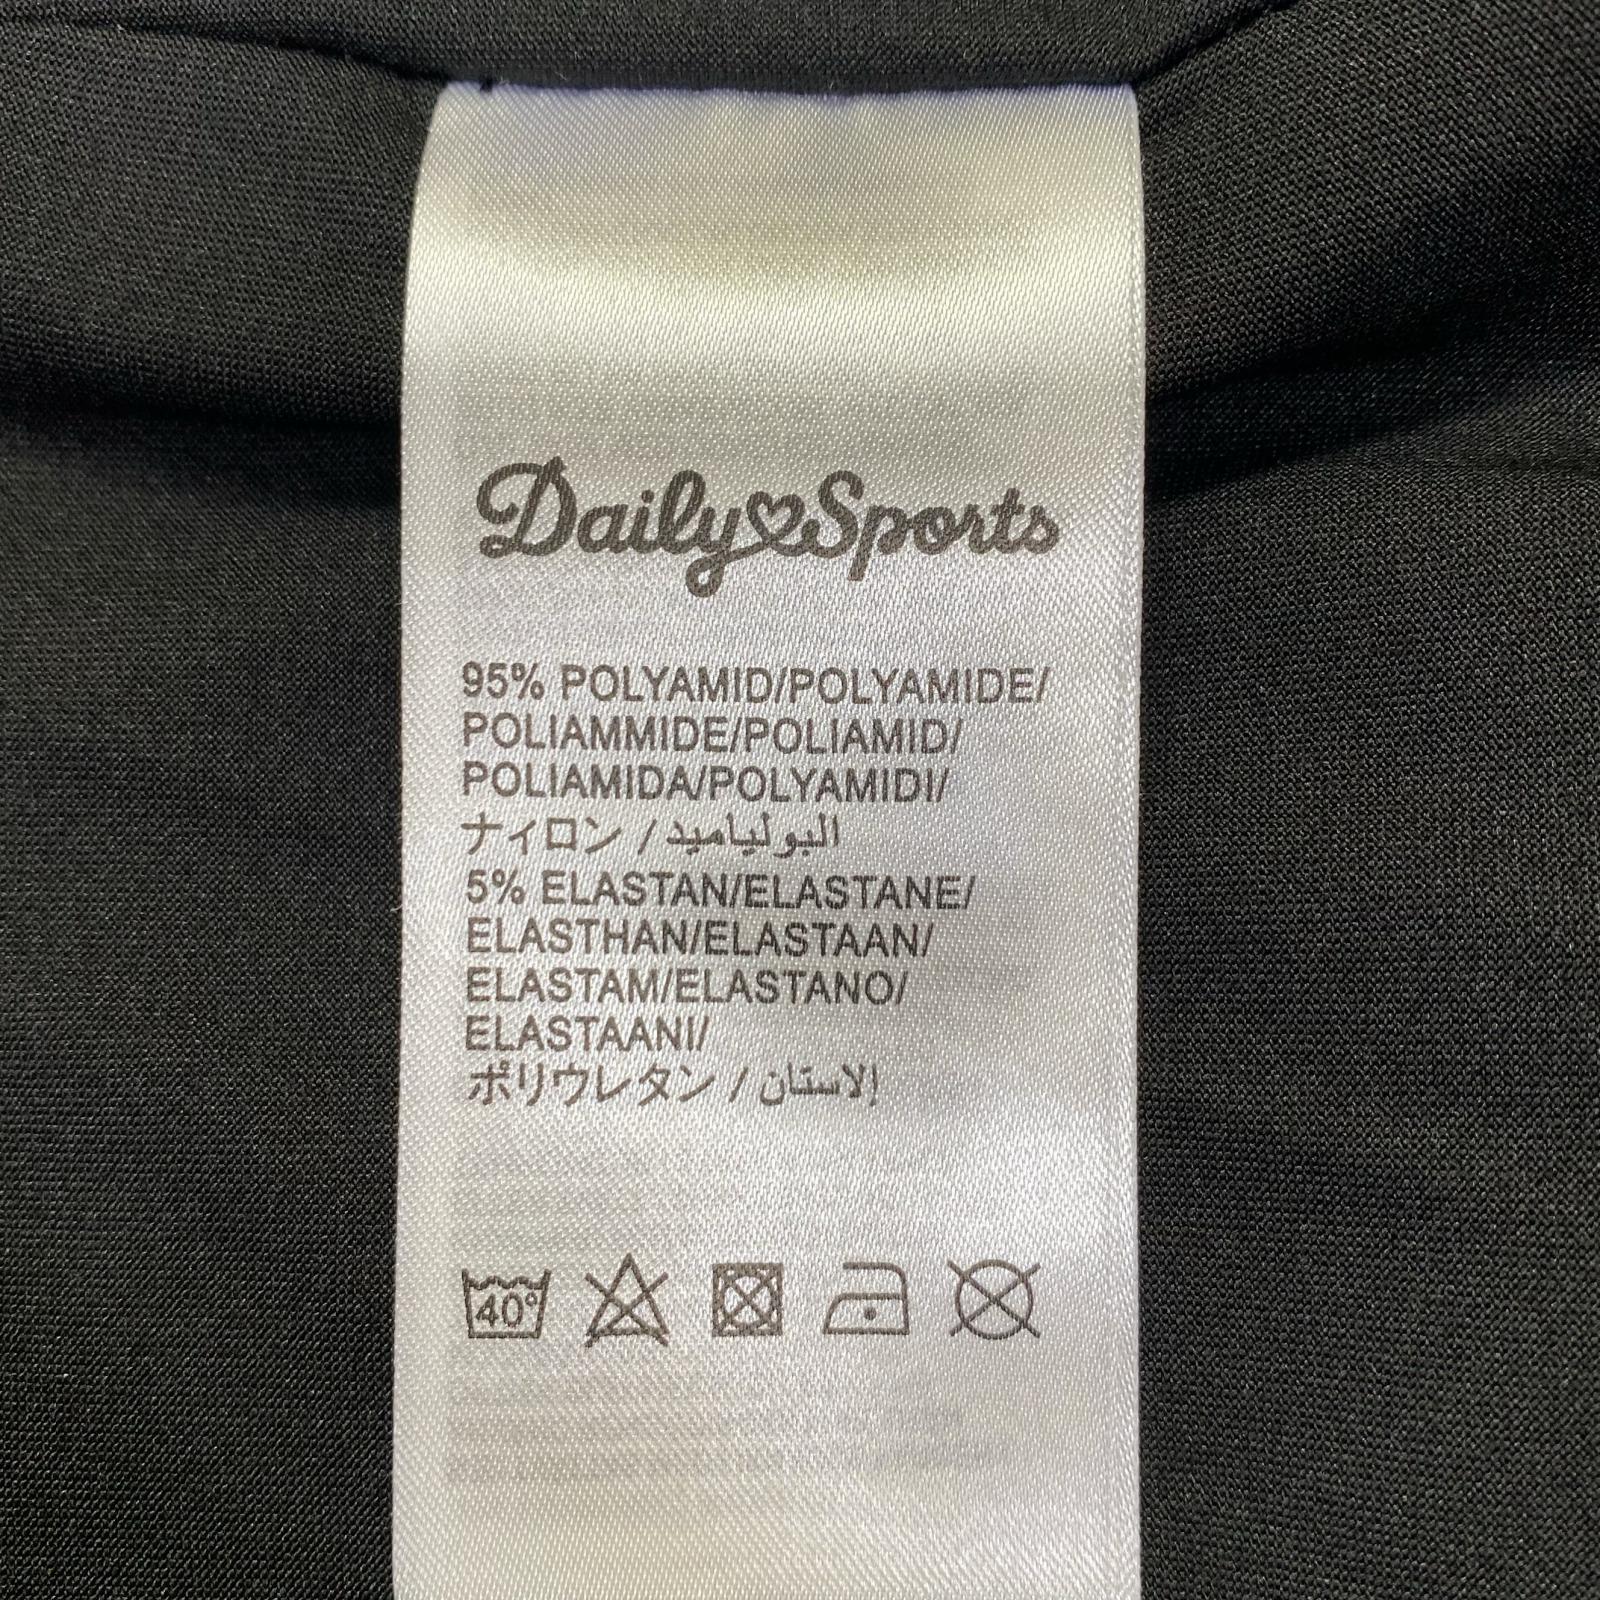 Daily Sports
95% POLYAMID/POLYAMIDE/
POLIAMMIDE/POLIAMID/
POLIAMIDA/POLYAMIDI/
ナイロン / البولياميد
5% ELASTAN/ELASTANE/
ELASTHAN/ELASTAAN/
ELASTAM/ELASTANO/
ELASTAANI/
ポリウレタン / إلاستان
40°